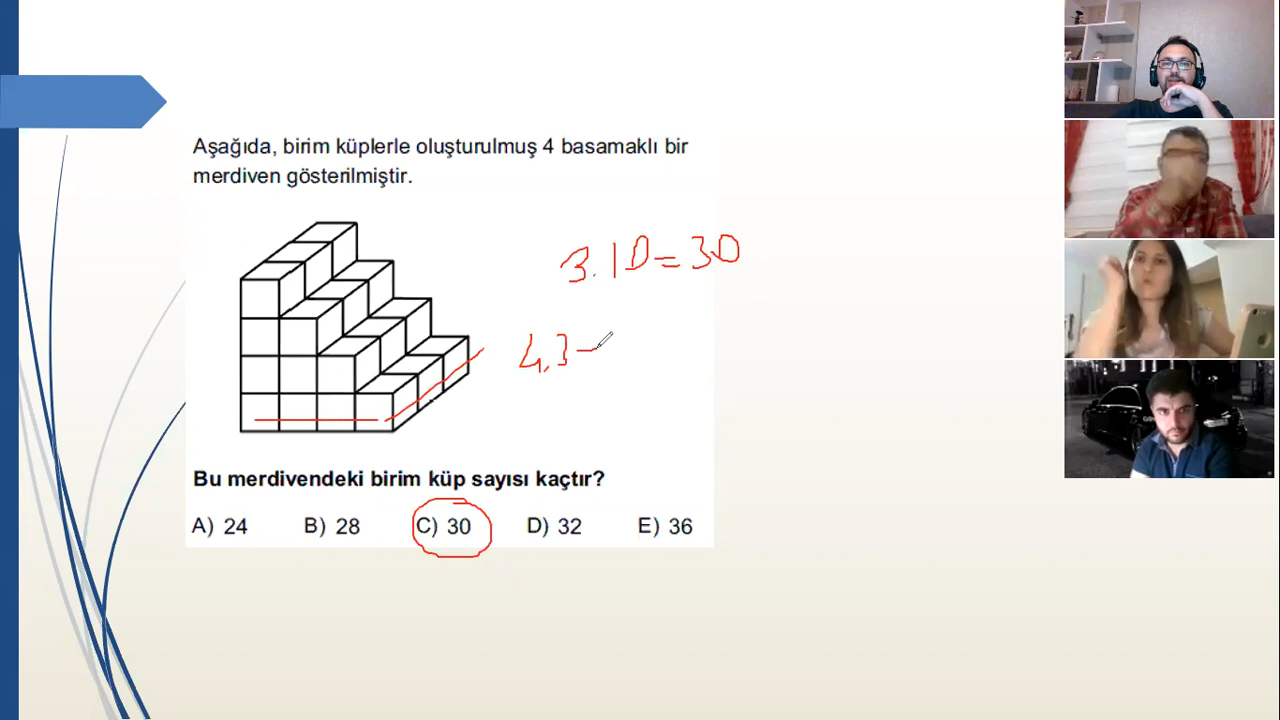 Aşağıda, birim küplerle oluşturulmuş 4 basamaklı bir
merdiven gösterilmiştir.
3.10=30
4.3=
Bu merdivendeki birim küp sayısı kaçtır?
A) 24 B) 28 C) 30 D) 32 E) 36